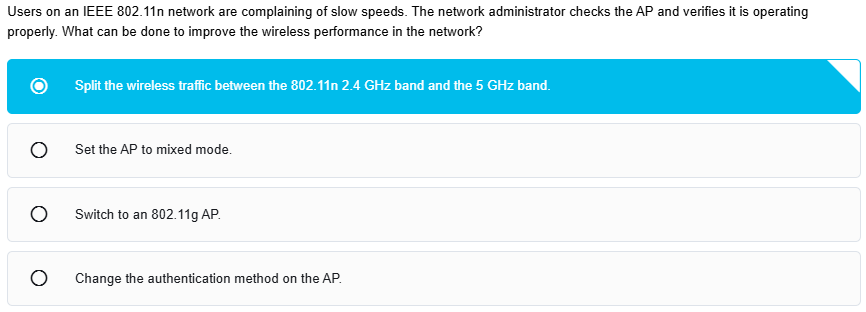 Users on an IEEE 802.11n network are complaining of slow speeds. The network administrator checks the AP and verifies it is operating
properly. What can be done to improve the wireless performance in the network?
Split the wireless traffic between the 802.11n 2.4 GHz band and the 5 GHz band.
Set the AP to mixed mode.
Switch to an 802.11g AP.
Change the authentication method on the AP.